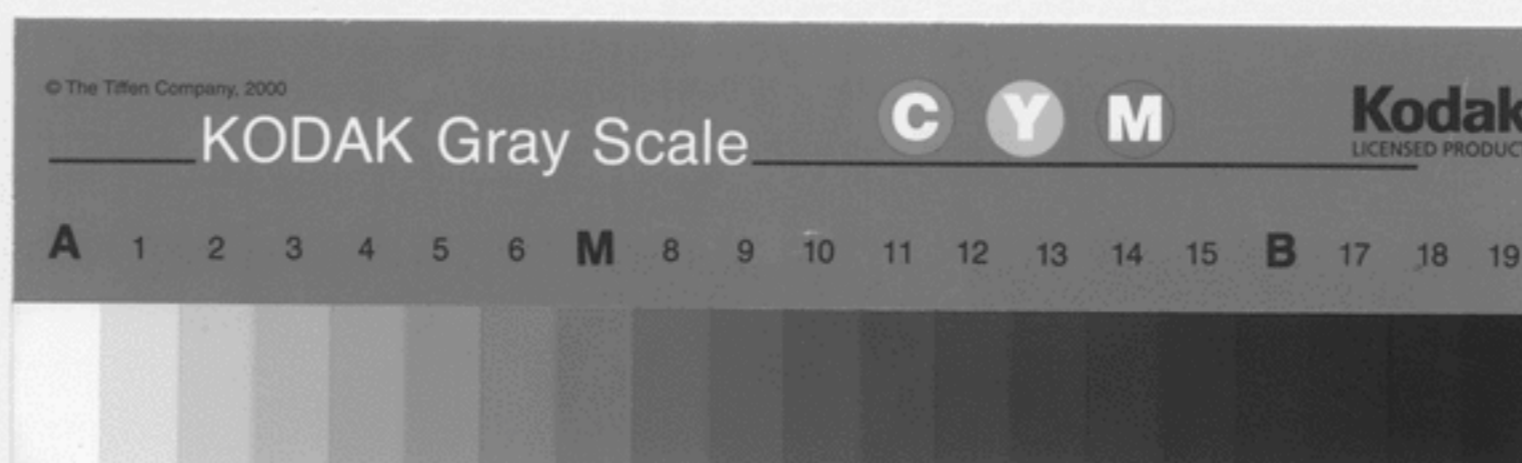 © The Tiffen Company, 2000
KODAK Gray Scale
C Y M
Kodak
LICENSED PRODUCT
A 1 2 3 4 5 6 M 8 9 10 11 12 13 14 15 B 17 18 19